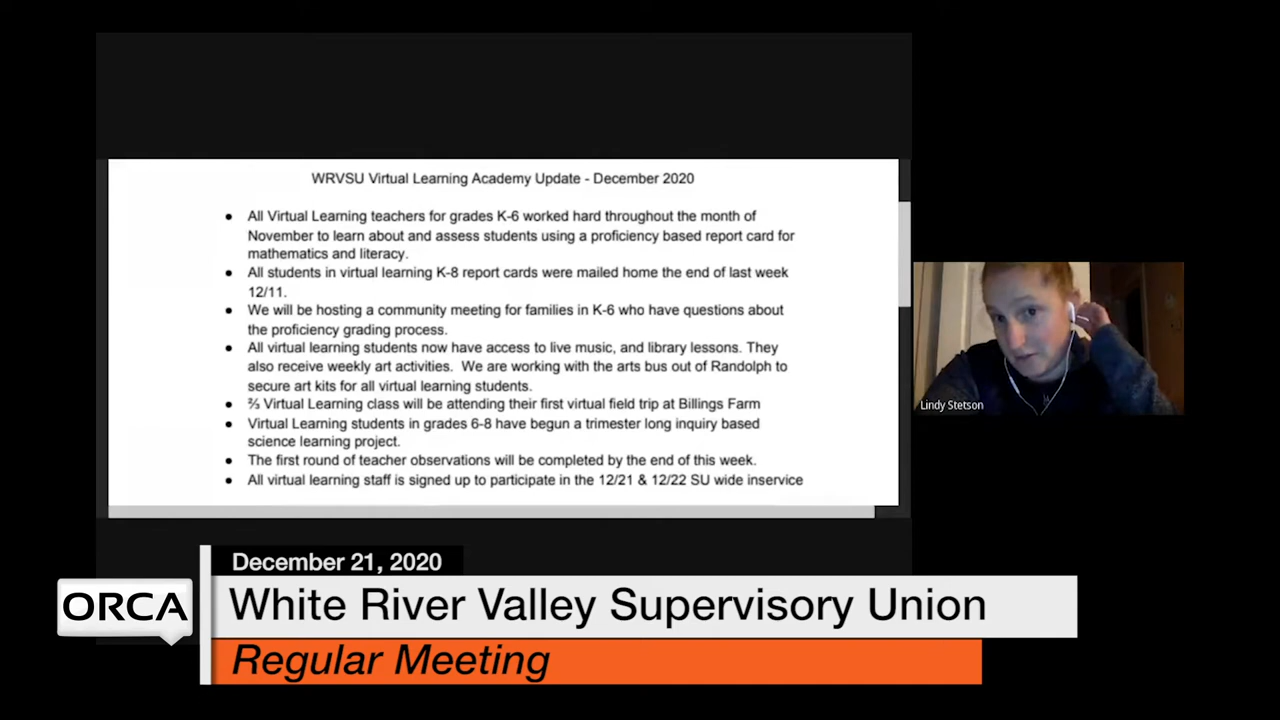 WRVSU Virtual Learning Academy Update - December 2020
● All Virtual Learning teachers for grades K-6 worked hard throughout the month of
November to learn about and assess students using a proficiency based report card for
mathematics and literacy.
● All students in virtual learning K-8 report cards were mailed home the end of last week
12/11.
● We will be hosting a community meeting for families in K-6 who have questions about
the proficiency grading process.
● All virtual learning students now have access to live music, and library lessons. They
also receive weekly art activities. We are working with the arts bus out of Randolph to
secure art kits for all virtual learning students.
● ⅔ Virtual Learning class will be attending their first virtual field trip at Billings Farm
● Virtual Learning students in grades 6-8 have begun a trimester long inquiry based
science learning project.
● The first round of teacher observations will be completed by the end of this week.
● All virtual learning staff is signed up to participate in the 12/21 & 12/22 SU wide inservice
Lindy Stetson
December 21, 2020
ORCA
White River Valley Supervisory Union
Regular Meeting